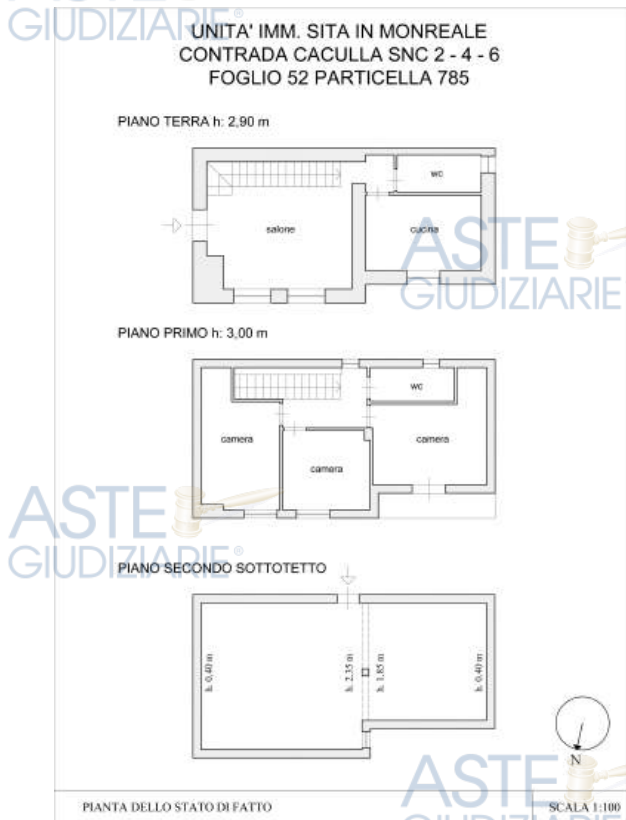 GIUDIZIARIE®
UNITA' IMM. SITA IN MONREALE
CONTRADA CACULLA SNC 2 - 4 - 6
FOGLIO 52 PARTICELLA 785
PIANO TERRA h: 2,90 m
wc
salone
cucina
ASTE
GIUDIZIARIE
PIANO PRIMO h: 3,00 m
wc
camera
camera
camera
ASTE
GIUDIZIARIE®
PIANO SECONDO SOTTOTETTO
h. 0,40 m
h. 2,35 m
h. 1,85 m
h. 0,40 m
N
ASTE
GIUDIZIARIE
PIANTA DELLO STATO DI FATTO
SCALA 1:100